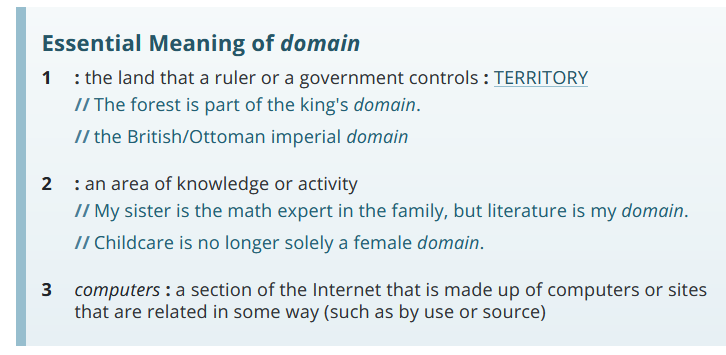 Essential Meaning of domain
1 : the land that a ruler or a government controls : TERRITORY
// The forest is part of the king's domain.
// the British/Ottoman imperial domain
2 : an area of knowledge or activity
// My sister is the math expert in the family, but literature is my domain.
// Childcare is no longer solely a female domain.
3 computers : a section of the Internet that is made up of computers or sites
that are related in some way (such as by use or source)